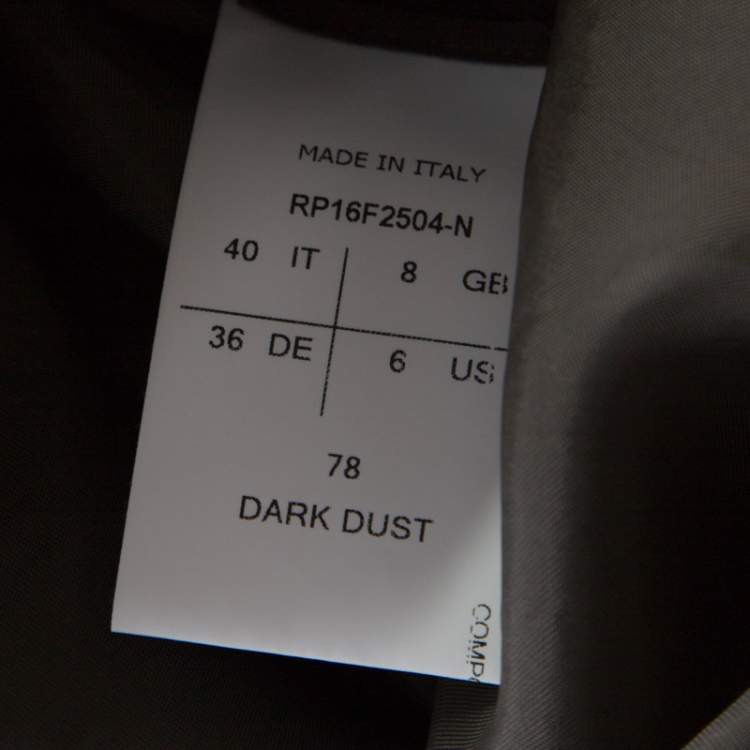 MADE IN ITALY
RP16F2504-N
40 IT 8 GB
36 DE 6 US
78
DARK DUST